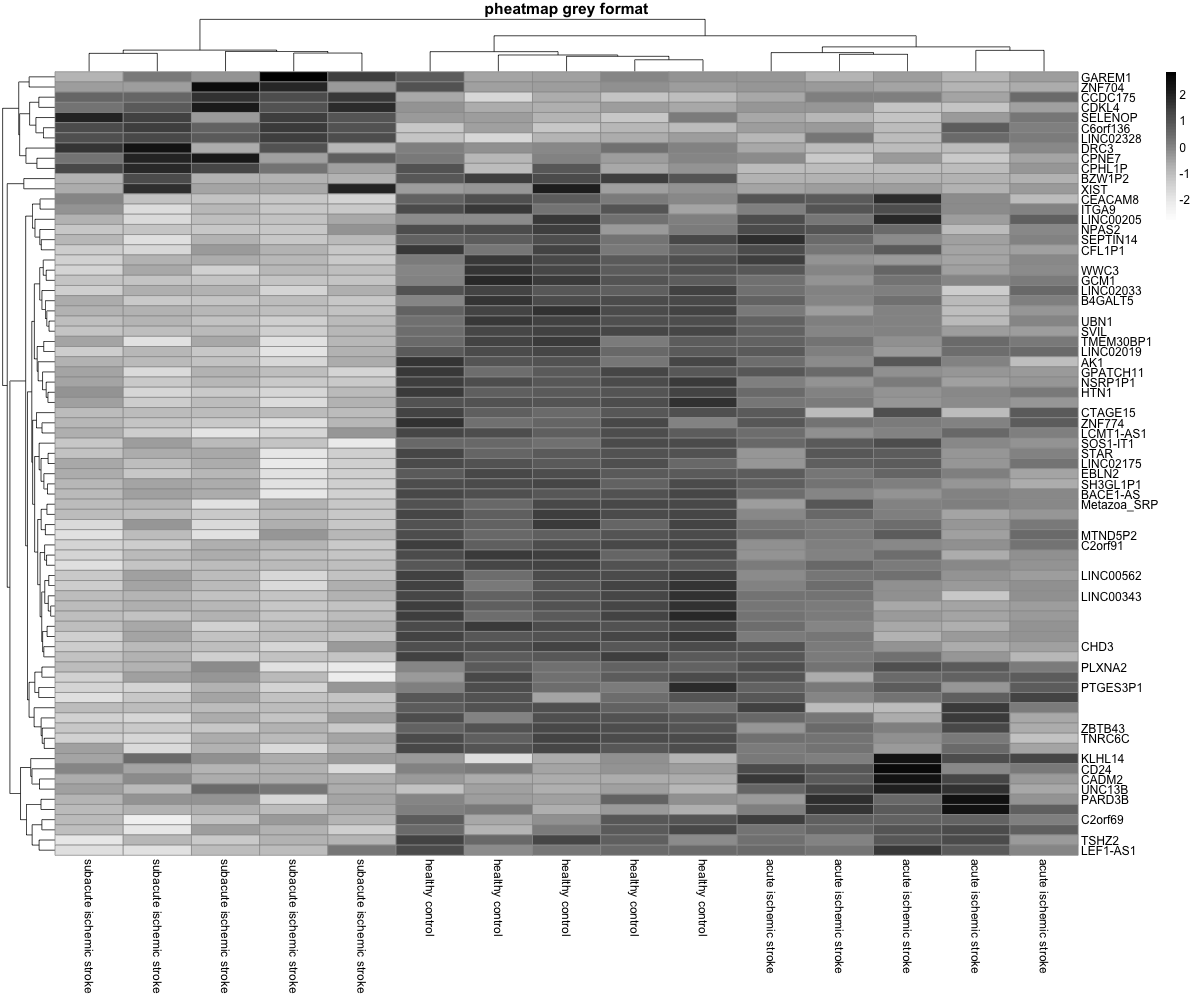 pheatmap grey format
GAREM1
ZNF704
CCDC175
CDKL4
SELENOP
C6orf136
LINC02328
DRC3
CPNE7
CPHL1P
BZW1P2
XIST
CEACAM8
ITGA9
LINC00205
NPAS2
SEPTIN14
CFL1P1
WWC3
GCM1
LINC02033
B4GALT5
UBN1
SVIL
TMEM30BP1
LINC02019
AK1
GPATCH11
NSRP1P1
HTN1
CTAGE15
ZNF774
LCMT1-AS1
SOS1-IT1
STAR
LINC02175
EBLN2
SH3GL1P1
BACE1-AS
Metazoa_SRP
MTND5P2
C2orf91
LINC00562
LINC00343
CHD3
PLXNA2
PTGES3P1
ZBTB43
TNRC6C
KLHL14
CD24
CADM2
UNC13B
PARD3B
C2orf69
TSHZ2
LEF1-AS1
2
1
0
-1
-2
subacute ischemic stroke
subacute ischemic stroke
subacute ischemic stroke
subacute ischemic stroke
subacute ischemic stroke
healthy control
healthy control
healthy control
healthy control
healthy control
acute ischemic stroke
acute ischemic stroke
acute ischemic stroke
acute ischemic stroke
acute ischemic stroke